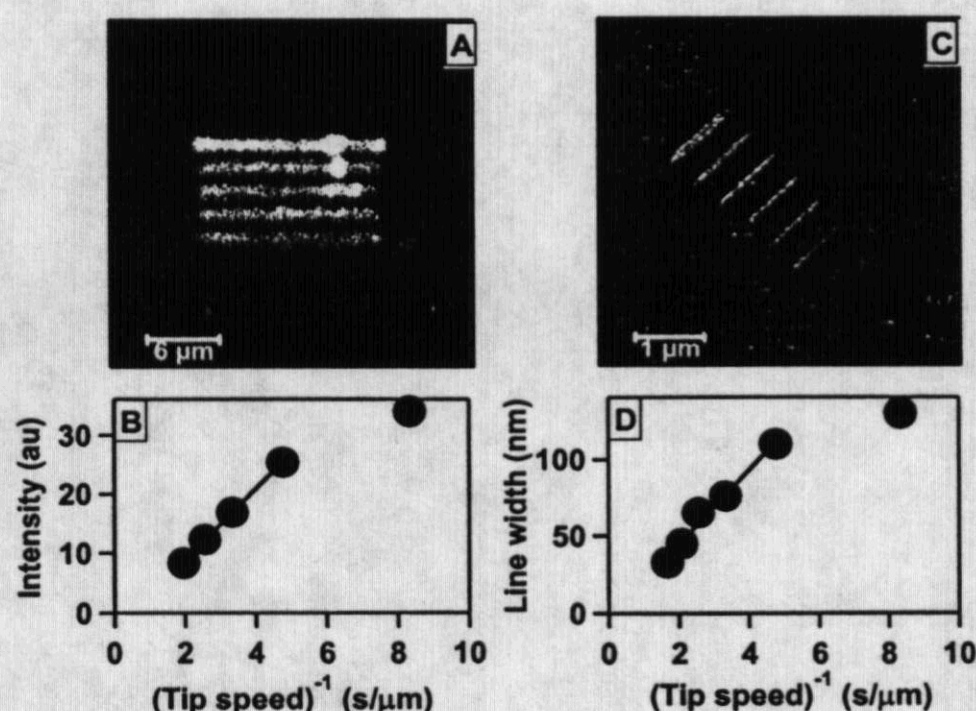 A
6 µm
C
1 µm
B
Intensity (au)
30
20
10
0
0 2 4 6 8 10
(Tip speed)⁻¹ (s/µm)
D
Line width (nm)
100
50
0
0 2 4 6 8 10
(Tip speed)⁻¹ (s/µm)